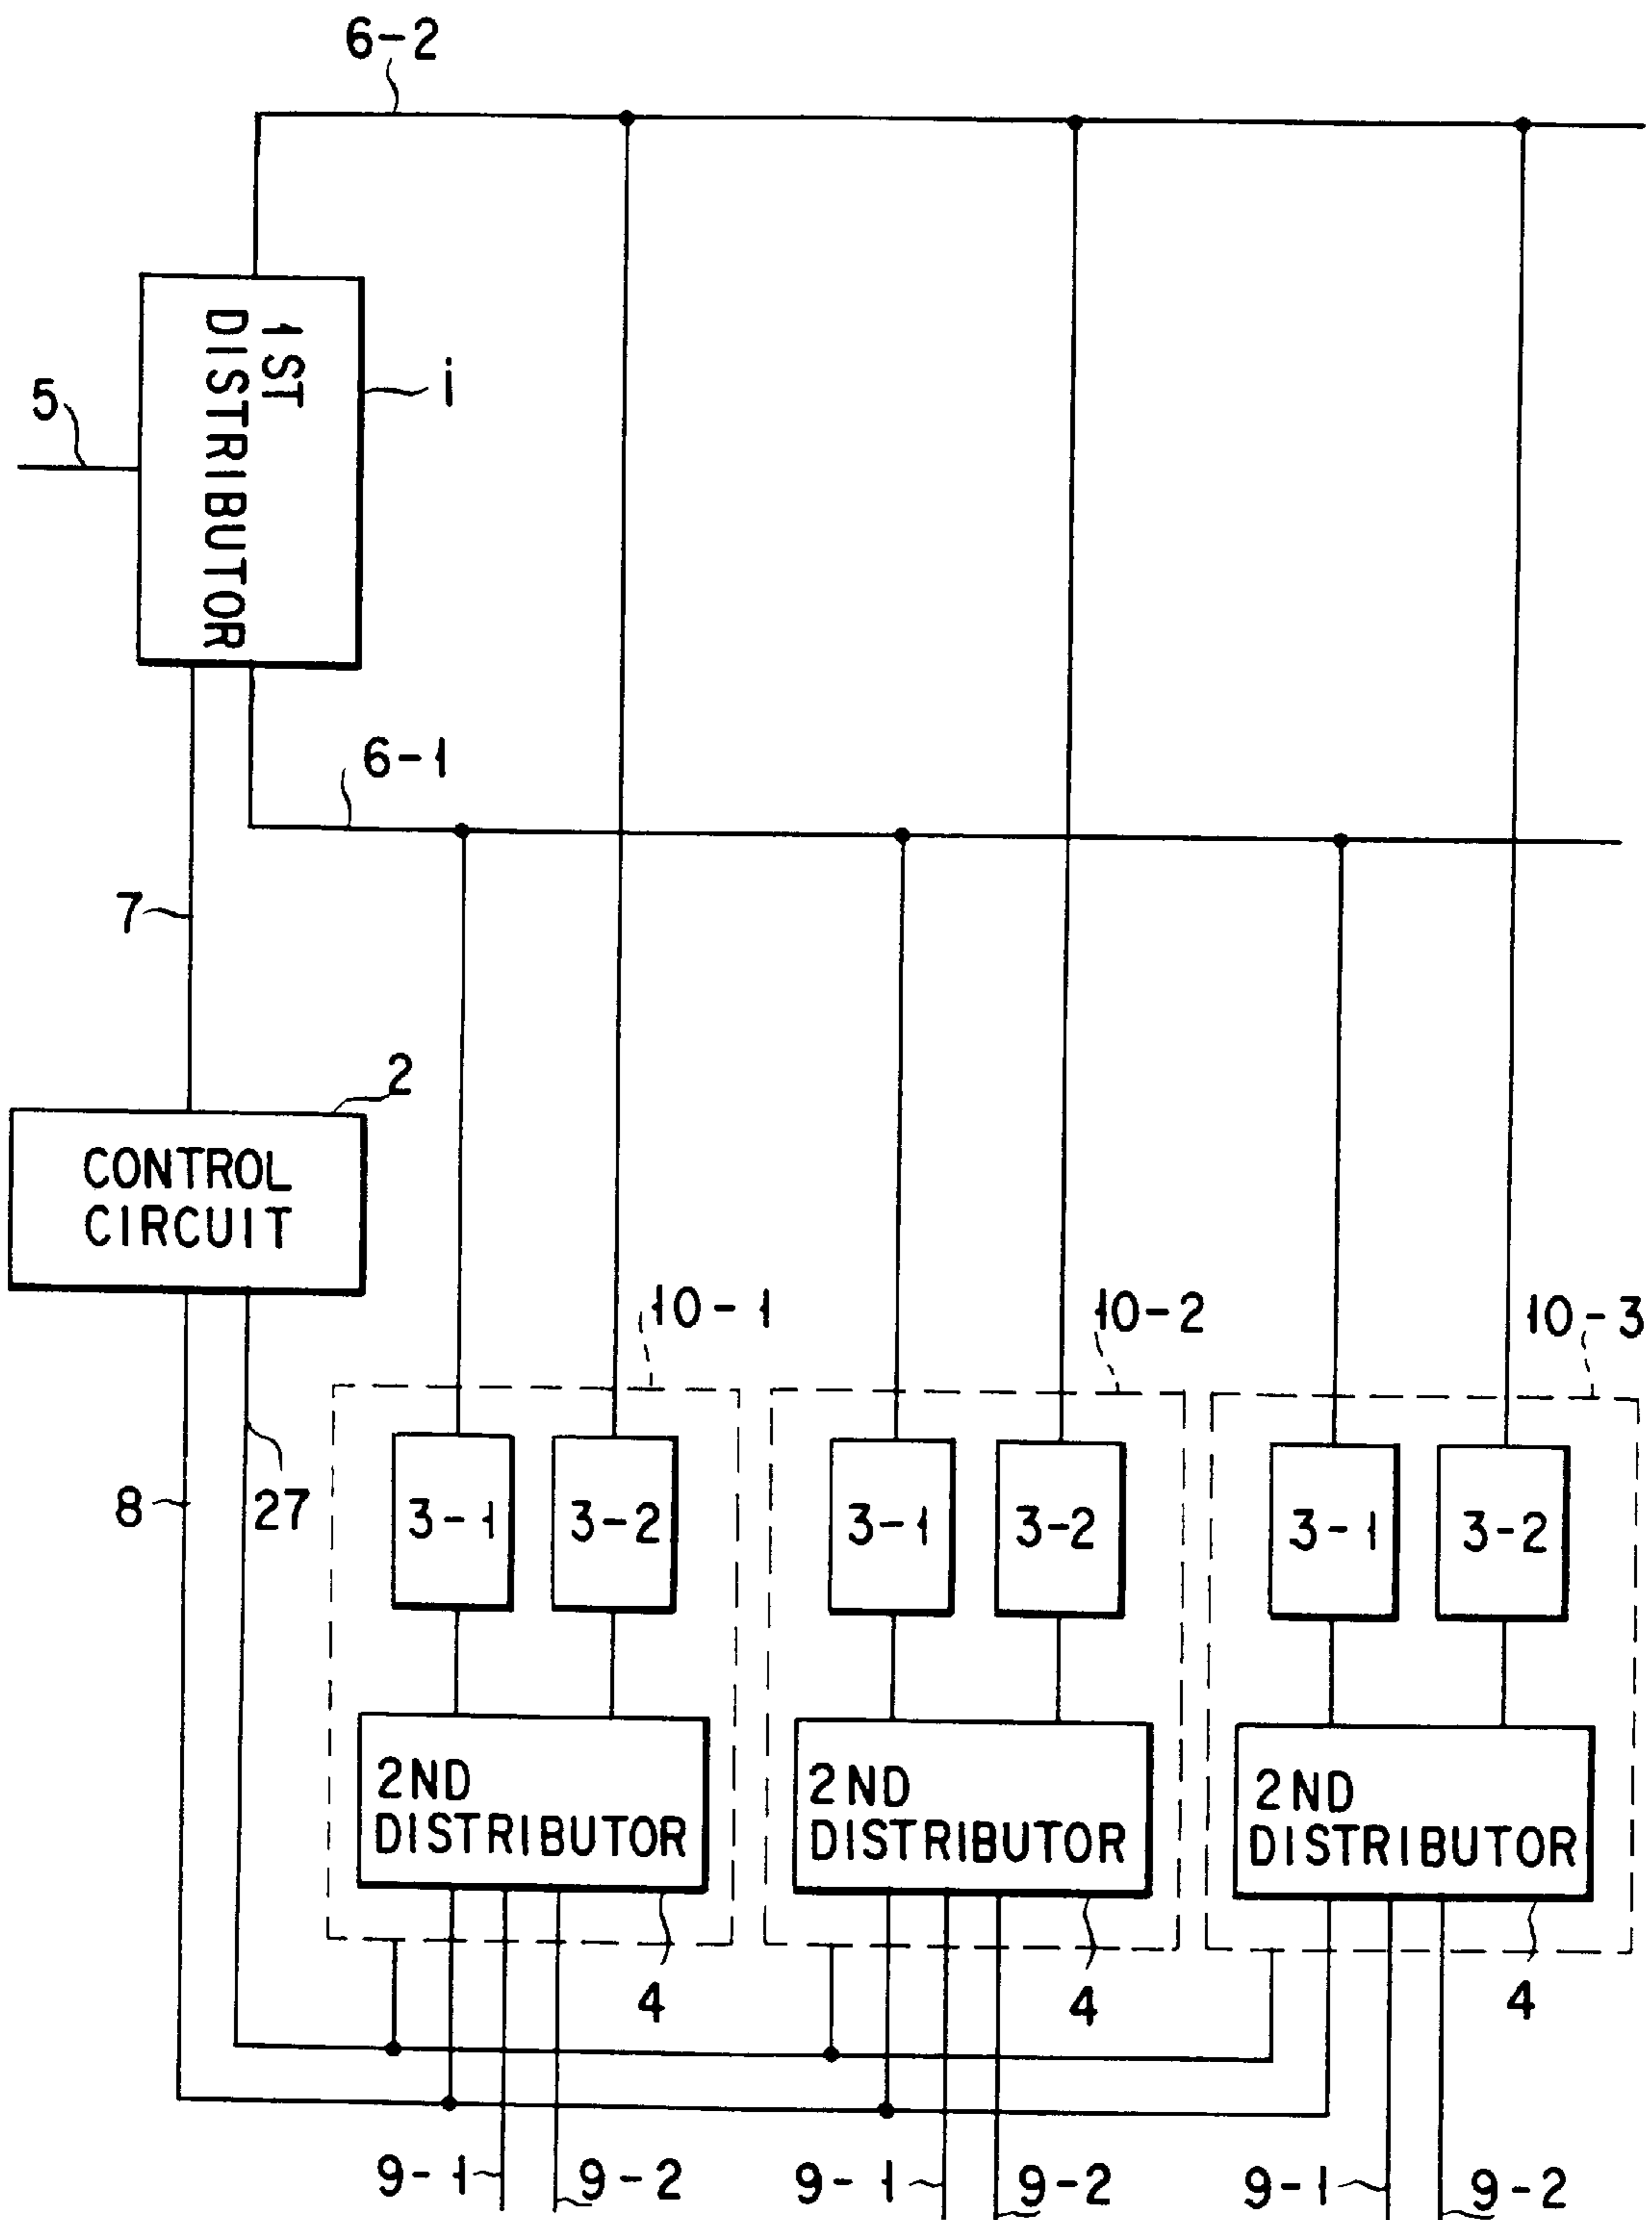 6-2
1ST
DISTRIBUTOR
i
5
6-1
7
2
CONTROL
CIRCUIT
10-1
10-2
10-3
8
27
3-1
3-2
3-1
3-2
3-1
3-2
2ND
DISTRIBUTOR
2ND
DISTRIBUTOR
2ND
DISTRIBUTOR
4
4
4
9-1
9-2
9-1
9-2
9-1
9-2